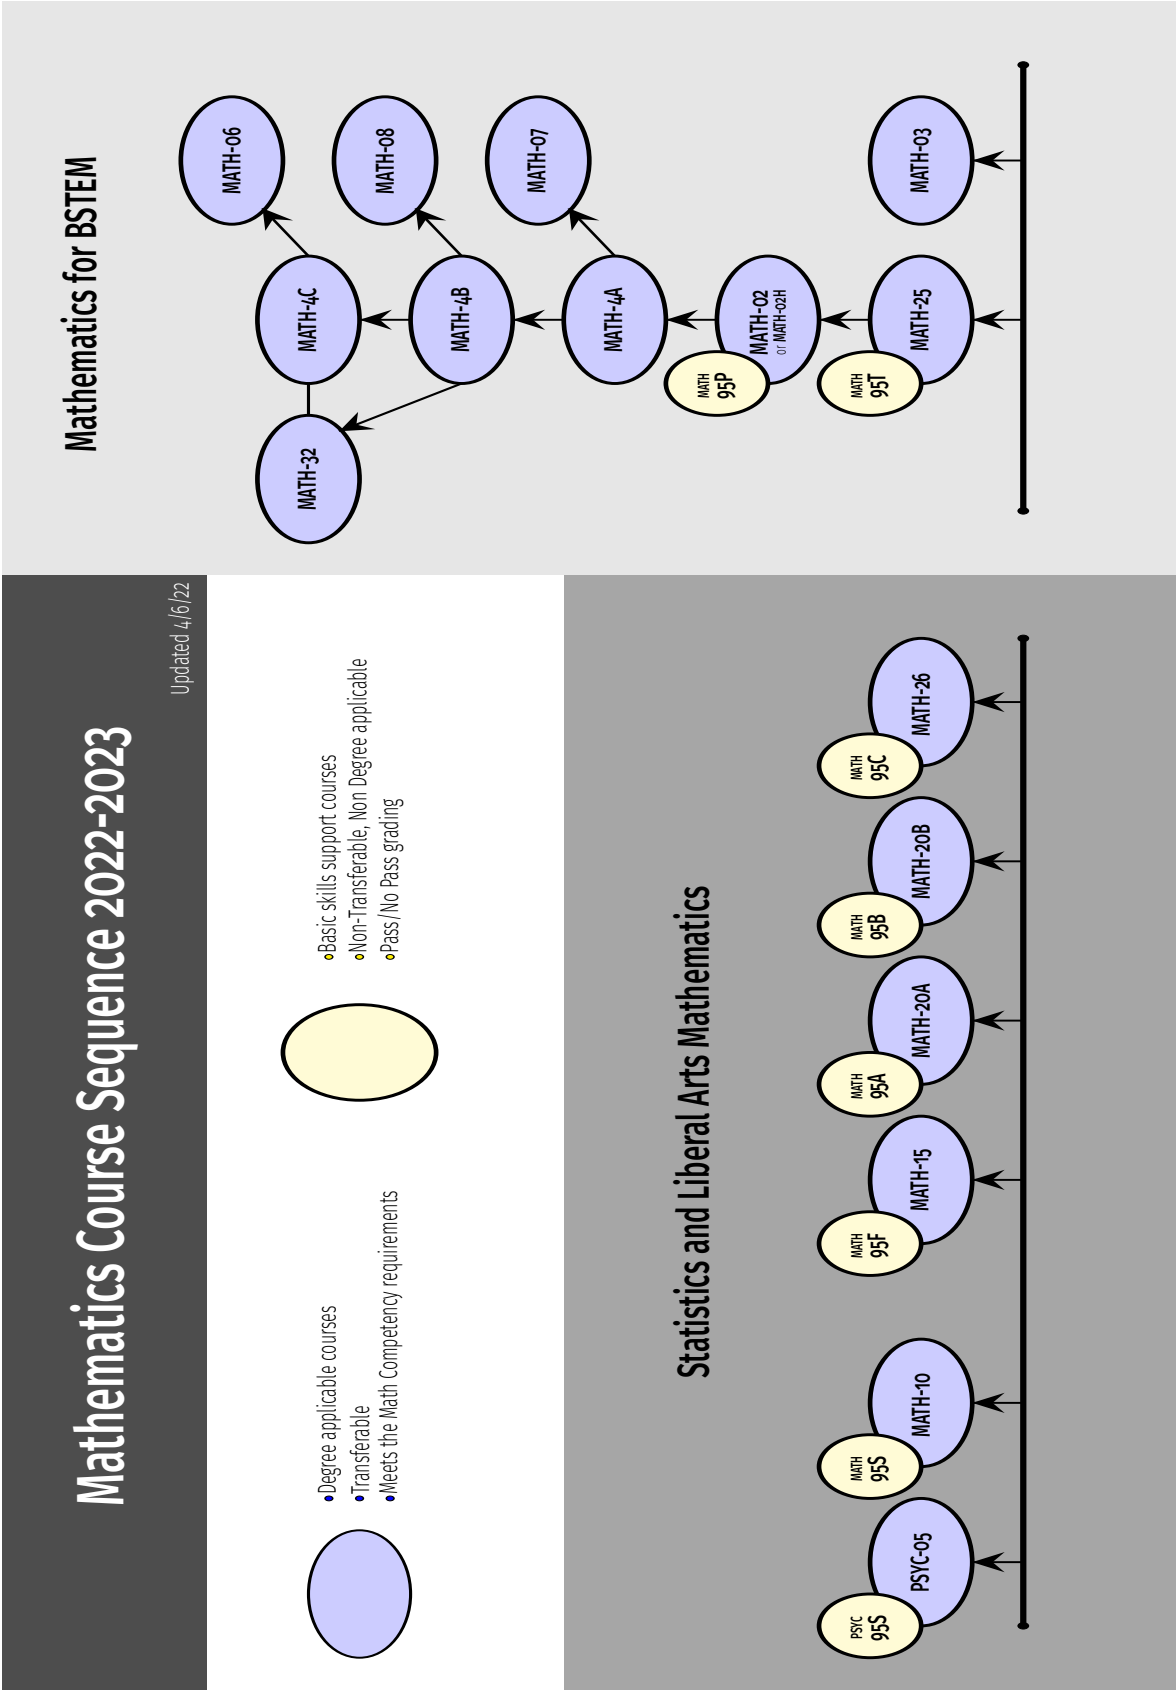 Mathematics Course Sequence 2022-2023
Updated 4/6/22
Degree applicable courses
Transferable
Meets the Math Competency requirements
Basic skills support courses
Non-Transferable, Non Degree applicable
Pass/No Pass grading
Statistics and Liberal Arts Mathematics
PSYC
95S
PSYC-05
MATH
95S
MATH-10
MATH
95F
MATH-15
MATH
95A
MATH-20A
MATH
95B
MATH-20B
MATH
95C
MATH-26
Mathematics for BSTEM
MATH-06
MATH-32
MATH-4C
MATH-08
MATH-4B
MATH-07
MATH-4A
MATH
95P
MATH-02
or MATH-02H
MATH
95T
MATH-25
MATH-03